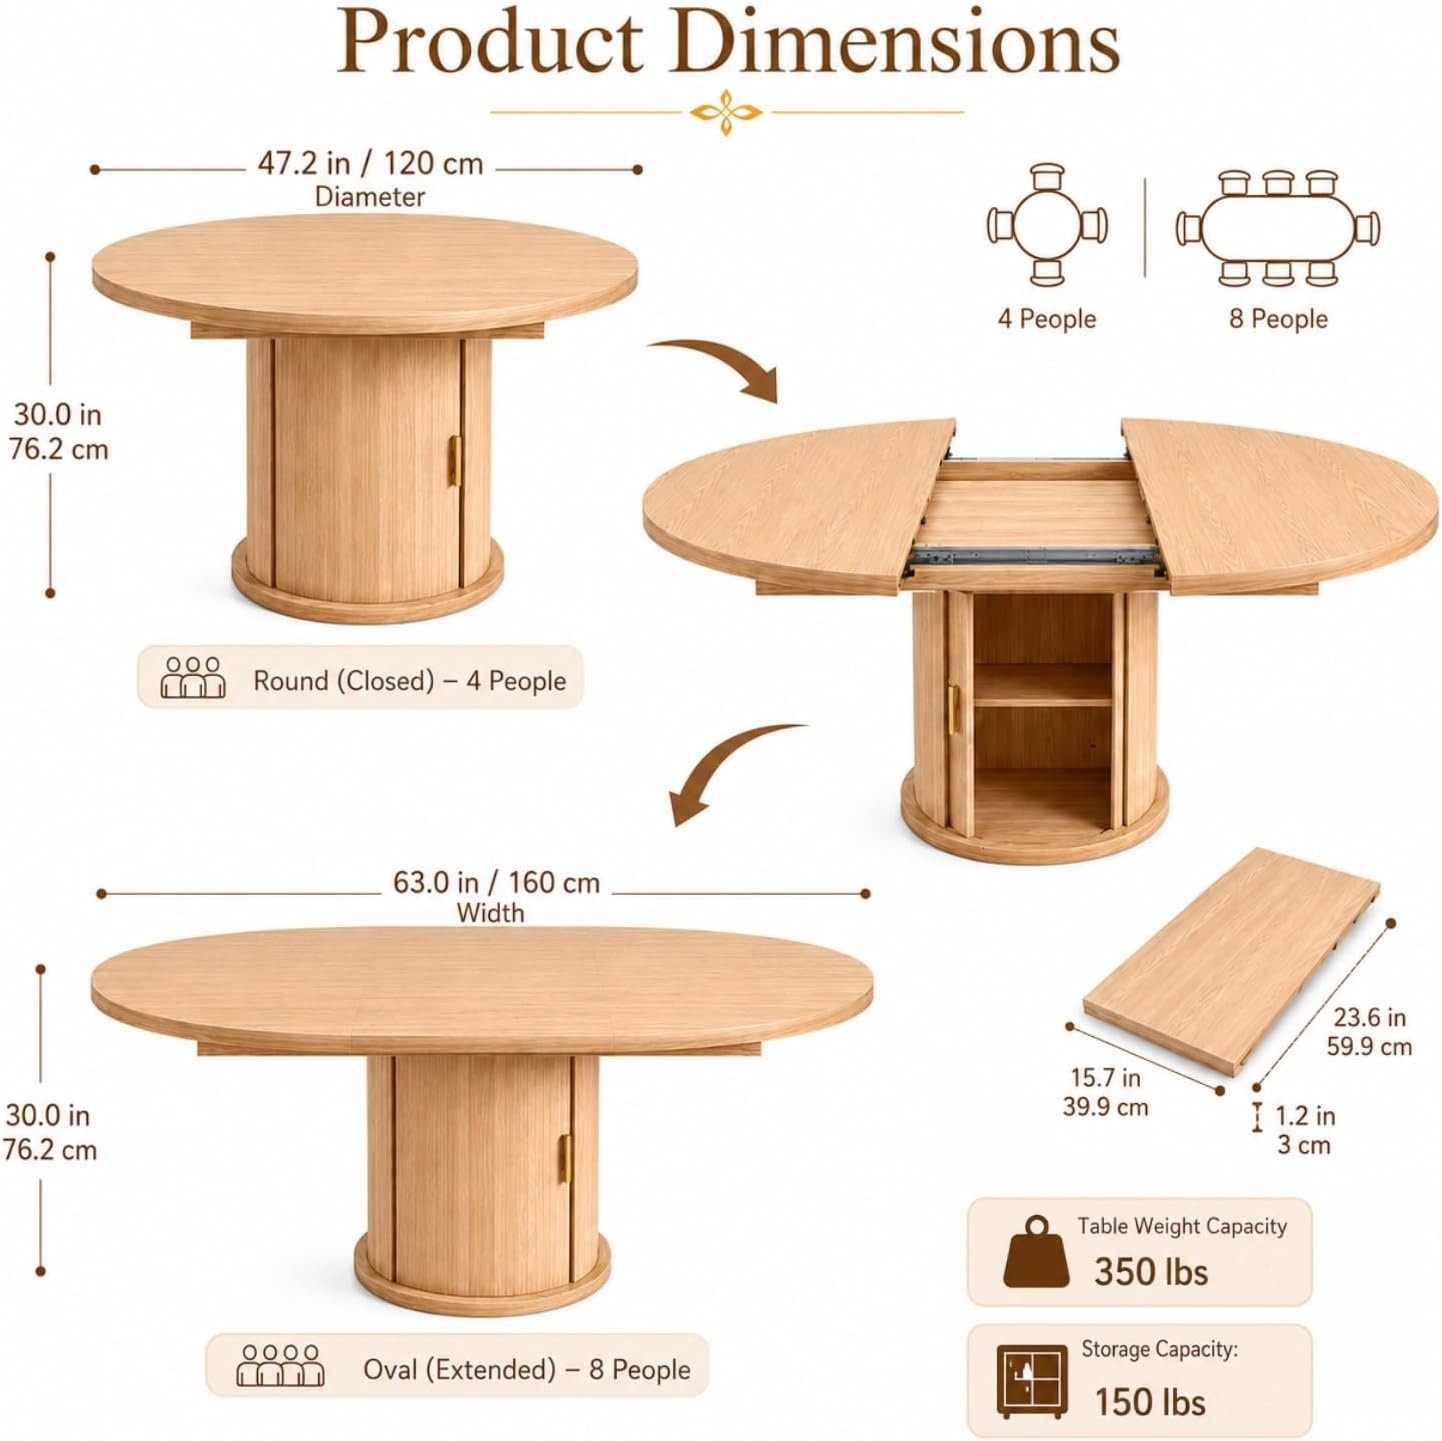 Product Dimensions
47.2 in / 120 cm
Diameter
30.0 in
76.2 cm
4 People
8 People
Round (Closed) – 4 People
63.0 in / 160 cm
Width
30.0 in
76.2 cm
Oval (Extended) – 8 People
23.6 in
59.9 cm
15.7 in
39.9 cm
1.2 in
3 cm
Table Weight Capacity
350 lbs
Storage Capacity:
150 lbs